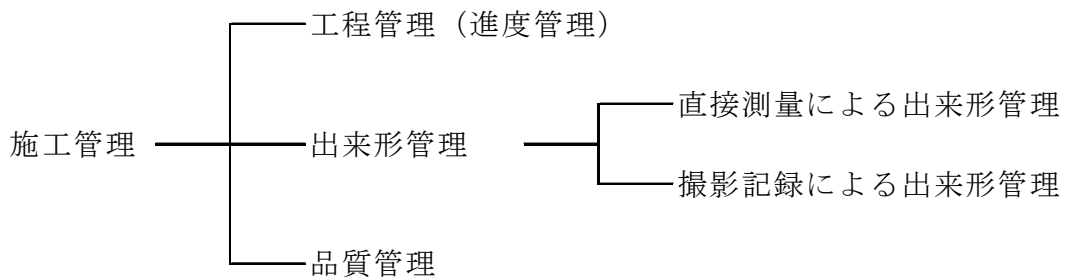 工程管理（進度管理）
直接測量による出来形管理
施工管理
出来形管理
撮影記録による出来形管理
品質管理